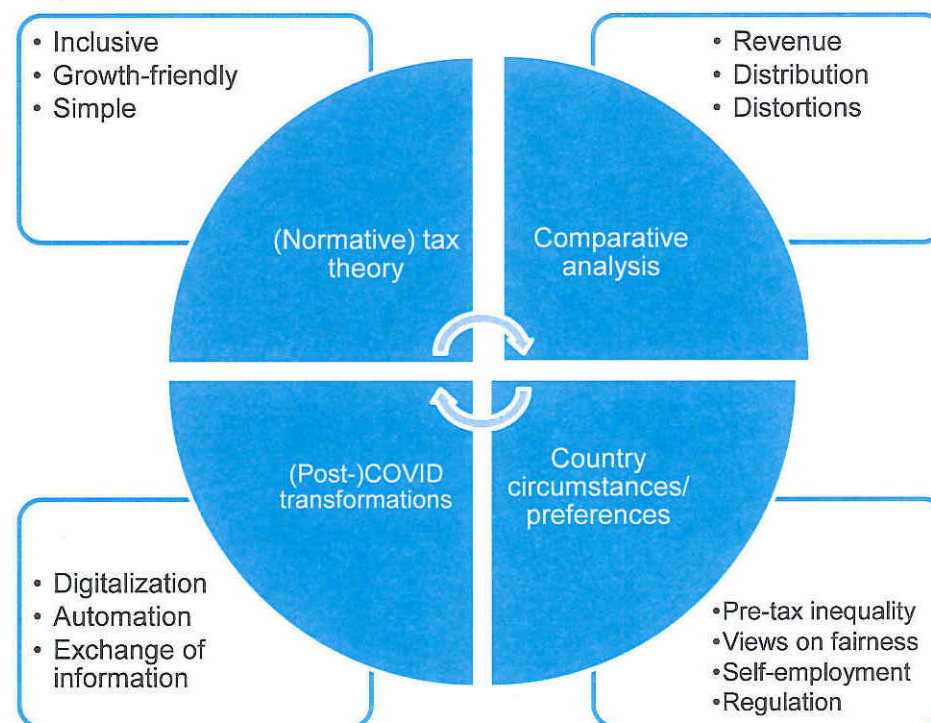 • Inclusive
• Growth-friendly
• Simple
• Revenue
• Distribution
• Distortions
(Normative) tax
theory
Comparative
analysis
(Post-)COVID
transformations
Country
circumstances/
preferences
• Digitalization
• Automation
• Exchange of
information
•Pre-tax inequality
•Views on fairness
•Self-employment
•Regulation